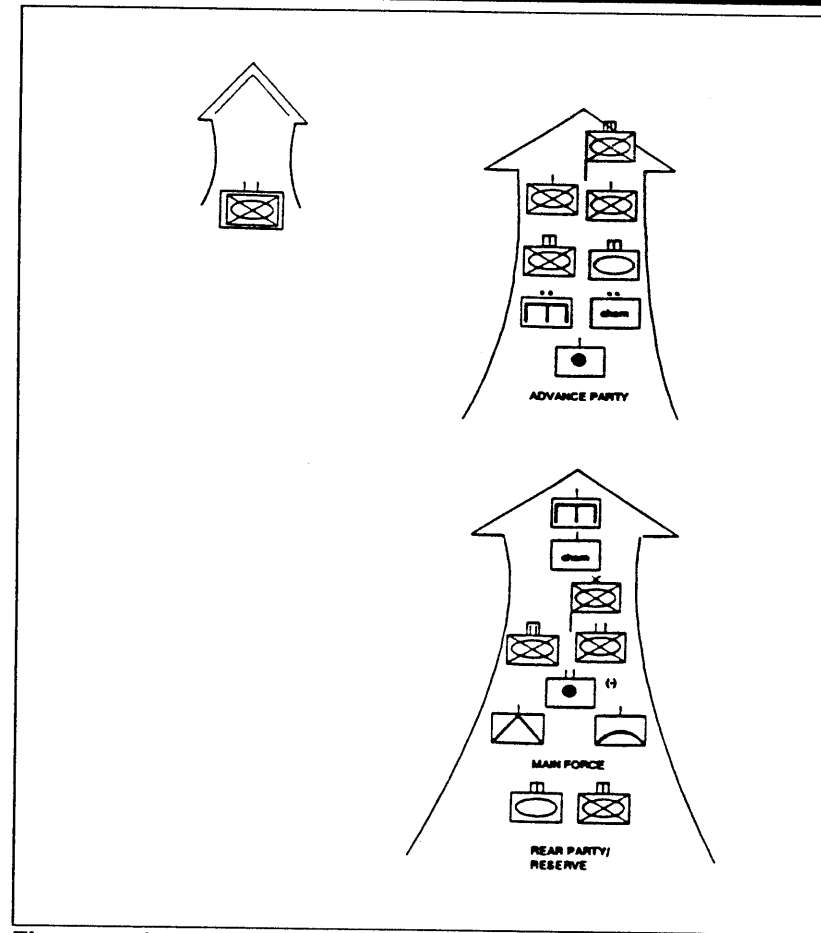 chem
ADVANCE PARTY
chem
(-)
MAIN FORCE
REAR PARTY/
RESERVE